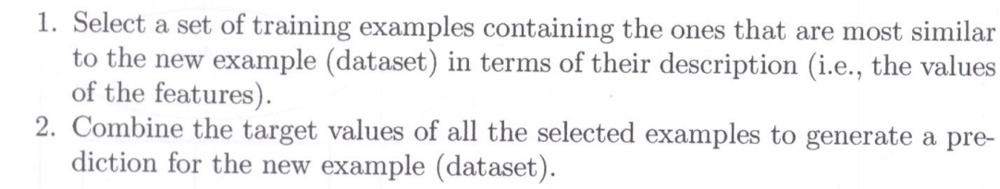 1. Select a set of training examples containing the ones that are most similar
to the new example (dataset) in terms of their description (i.e., the values
of the features).
2. Combine the target values of all the selected examples to generate a pre-
diction for the new example (dataset).